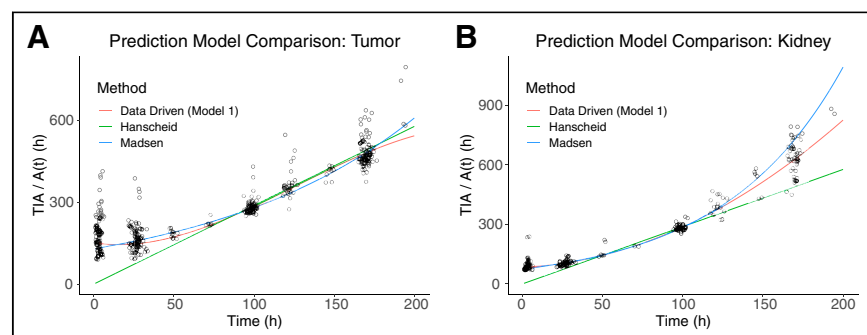 A
Prediction Model Comparison: Tumor
Method
Data Driven (Model 1)
Hanscheid
Madsen
TIA / A(t) (h)
600
300
0
0
50
100
150
200
Time (h)
B
Prediction Model Comparison: Kidney
Method
Data Driven (Model 1)
Hanscheid
Madsen
TIA / A(t) (h)
900
600
300
0
0
50
100
150
200
Time (h)